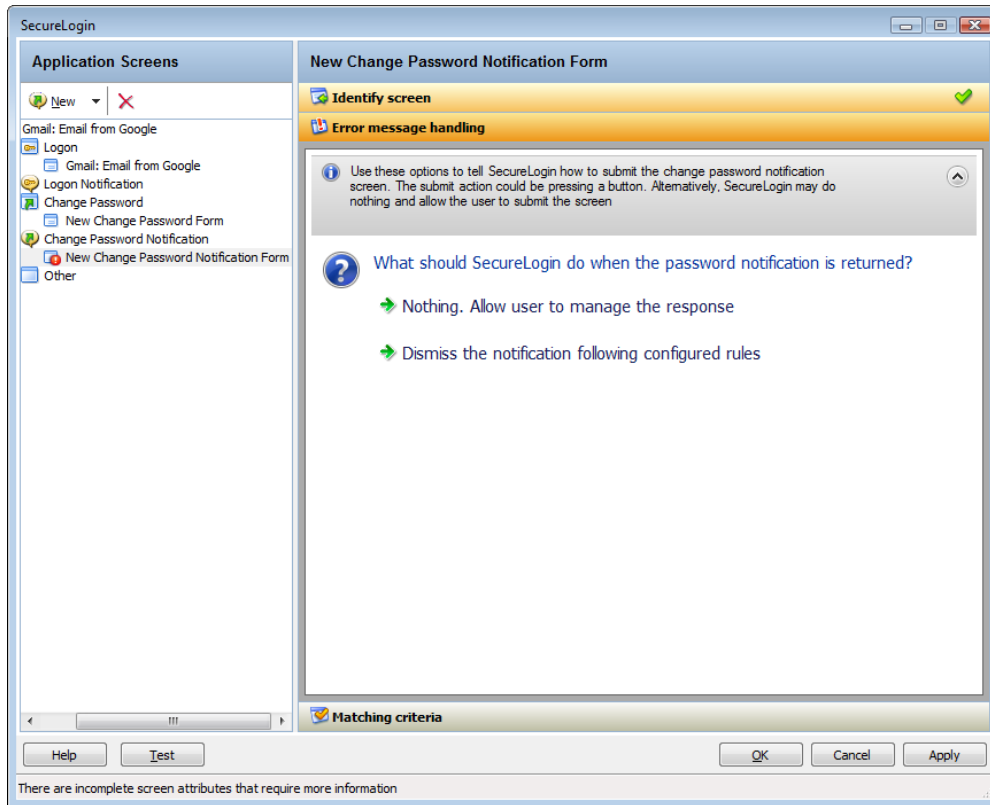 SecureLogin
Application Screens
New
Gmail: Email from Google
Logon
Gmail: Email from Google
Logon Notification
Change Password
New Change Password Form
Change Password Notification
New Change Password Notification Form
Other
New Change Password Notification Form
Identify screen
Error message handling
Use these options to tell SecureLogin how to submit the change password notification
screen. The submit action could be pressing a button. Alternatively, SecureLogin may do
nothing and allow the user to submit the screen
What should SecureLogin do when the password notification is returned?
Nothing. Allow user to manage the response
Dismiss the notification following configured rules
Matching criteria
Help
Test
OK
Cancel
Apply
There are incomplete screen attributes that require more information